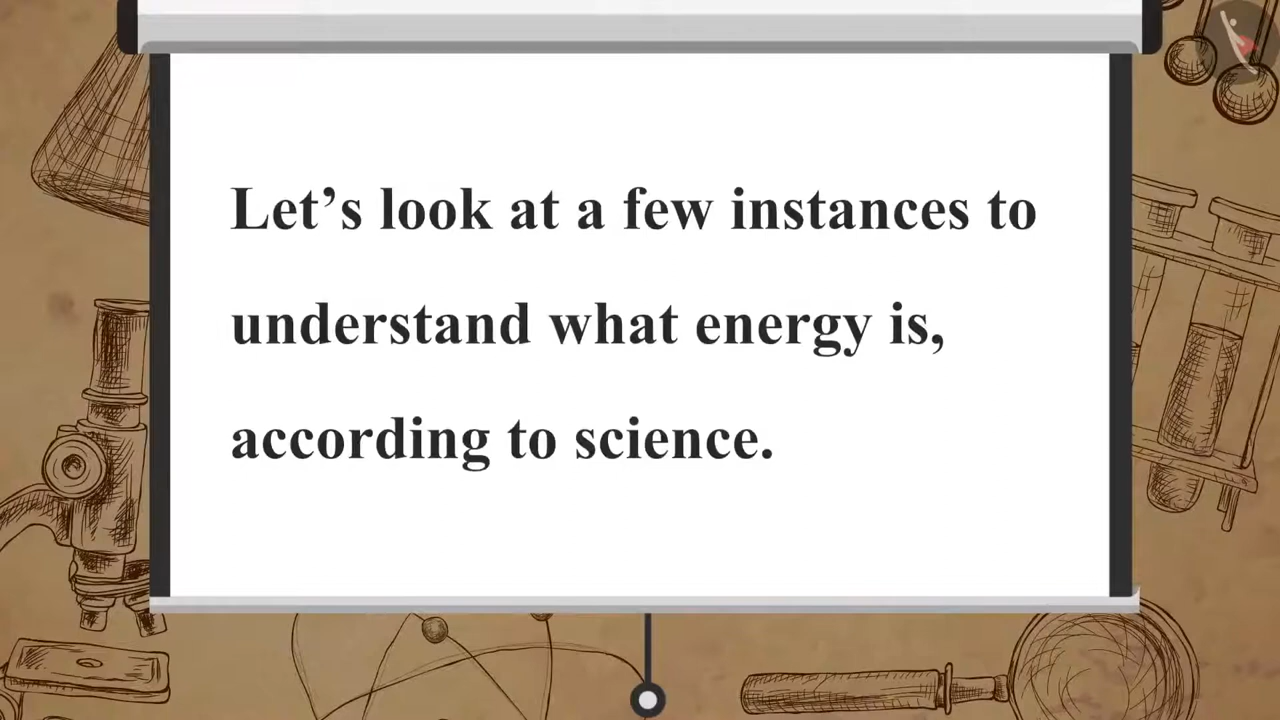 Let’s look at a few instances to
understand what energy is,
according to science.